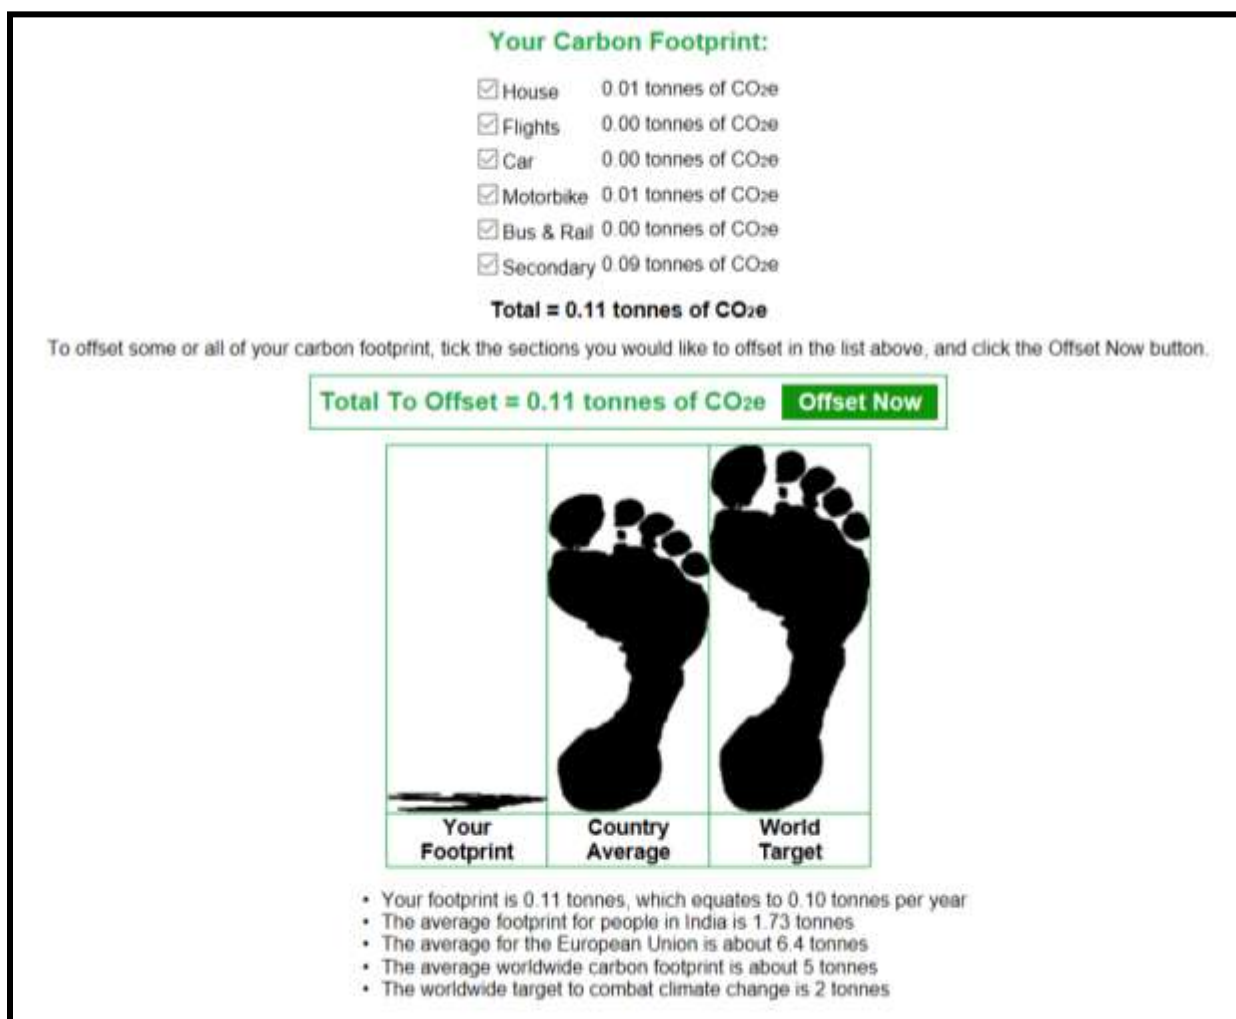 Your Carbon Footprint:
House 0.01 tonnes of CO2e
Flights 0.00 tonnes of CO2e
Car 0.00 tonnes of CO2e
Motorbike 0.01 tonnes of CO2e
Bus & Rail 0.00 tonnes of CO2e
Secondary 0.09 tonnes of CO2e
Total = 0.11 tonnes of CO2e
To offset some or all of your carbon footprint, tick the sections you would like to offset in the list above, and click the Offset Now button.
Total To Offset = 0.11 tonnes of CO2e Offset Now
Your Footprint
Country Average
World Target
• Your footprint is 0.11 tonnes, which equates to 0.10 tonnes per year
• The average footprint for people in India is 1.73 tonnes
• The average for the European Union is about 6.4 tonnes
• The average worldwide carbon footprint is about 5 tonnes
• The worldwide target to combat climate change is 2 tonnes